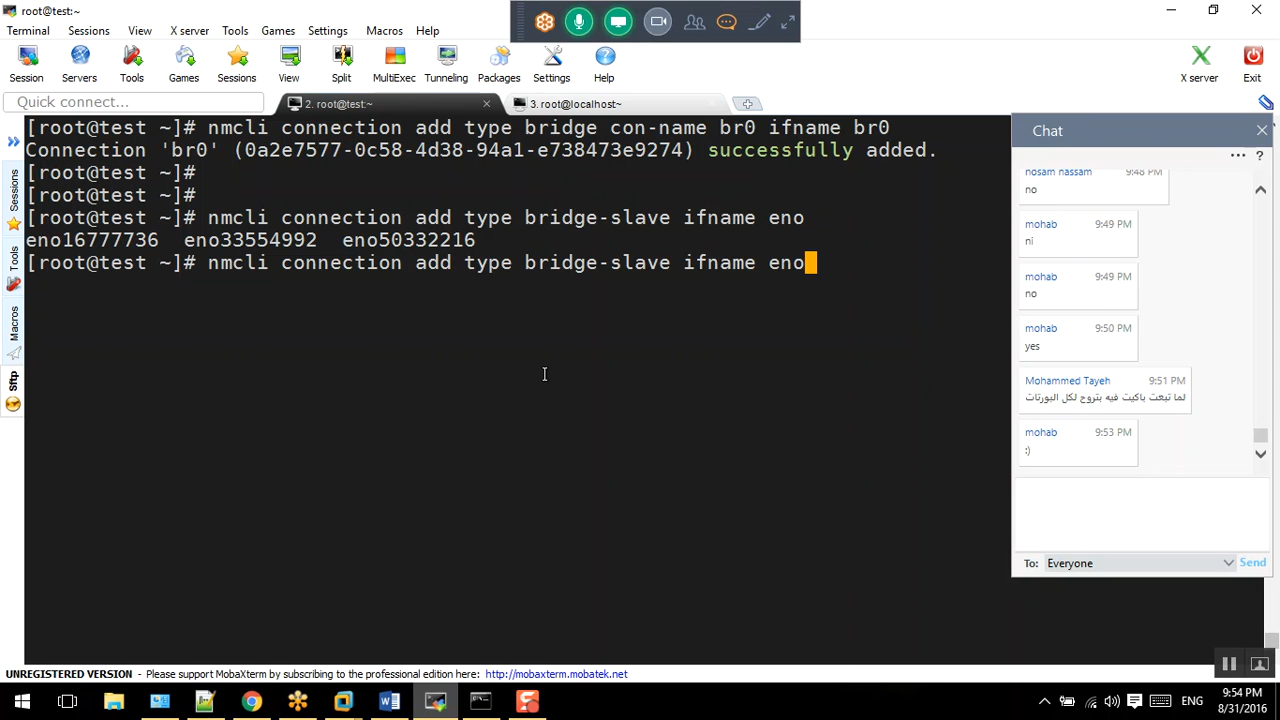 root@test:~
Terminal Sessions View X server Tools Games Settings Macros Help
Session Servers Tools Games Sessions View Split MultiExec Tunneling Packages Settings Help X server Exit
Quick connect...
2. root@test:~
3. root@localhost~
Sessions
Tools
Macros
Sftp
[root@test ~]# nmcli connection add type bridge con-name br0 ifname br0
Connection 'br0' (0a2e7577-0c58-4d38-94a1-e738473e9274) successfully added.
[root@test ~]#
[root@test ~]#
[root@test ~]# nmcli connection add type bridge-slave ifname eno
eno16777736 eno33554992 eno50332216
[root@test ~]# nmcli connection add type bridge-slave ifname eno
Chat
?
nosam nassam 9:48 PM
no
mohab 9:49 PM
ni
mohab 9:49 PM
no
mohab 9:50 PM
yes
Mohammed Tayeh 9:51 PM
لما تبعت باكيت فيه بتروح لكل البورتات
mohab 9:53 PM
:)
To: Everyone Send
UNREGISTERED VERSION - Please support MobaXterm by subscribing to the professional edition here: http://mobaxterm.mobatek.net
ENG
9:54 PM
8/31/2016